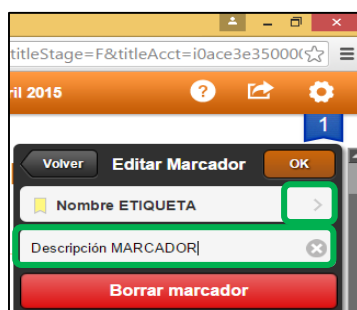 titleStage=F&titleAcct=i0ace3e35000(
ril 2015
?
1
Volver Editar Marcador OK
Nombre ETIQUETA
Descripción MARCADOR
Borrar marcador